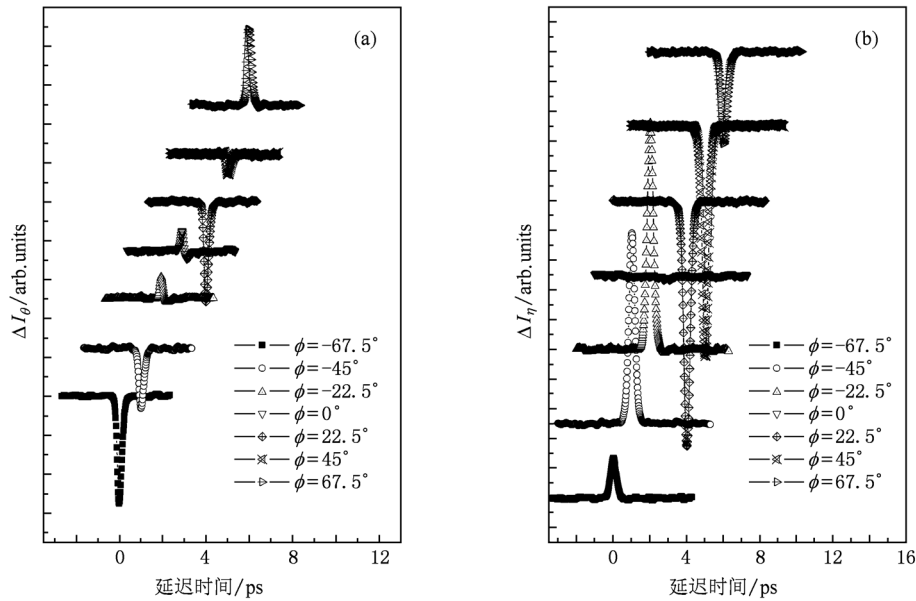 (a)
ΔI_θ/arb.units
ϕ=−67.5°
ϕ=−45°
ϕ=−22.5°
ϕ=0°
ϕ=22.5°
ϕ=45°
ϕ=67.5°
0 4 8 12
延迟时间/ps
(b)
ΔI_η/arb.units
ϕ=−67.5°
ϕ=−45°
ϕ=−22.5°
ϕ=0°
ϕ=22.5°
ϕ=45°
ϕ=67.5°
0 4 8 12 16
延迟时间/ps